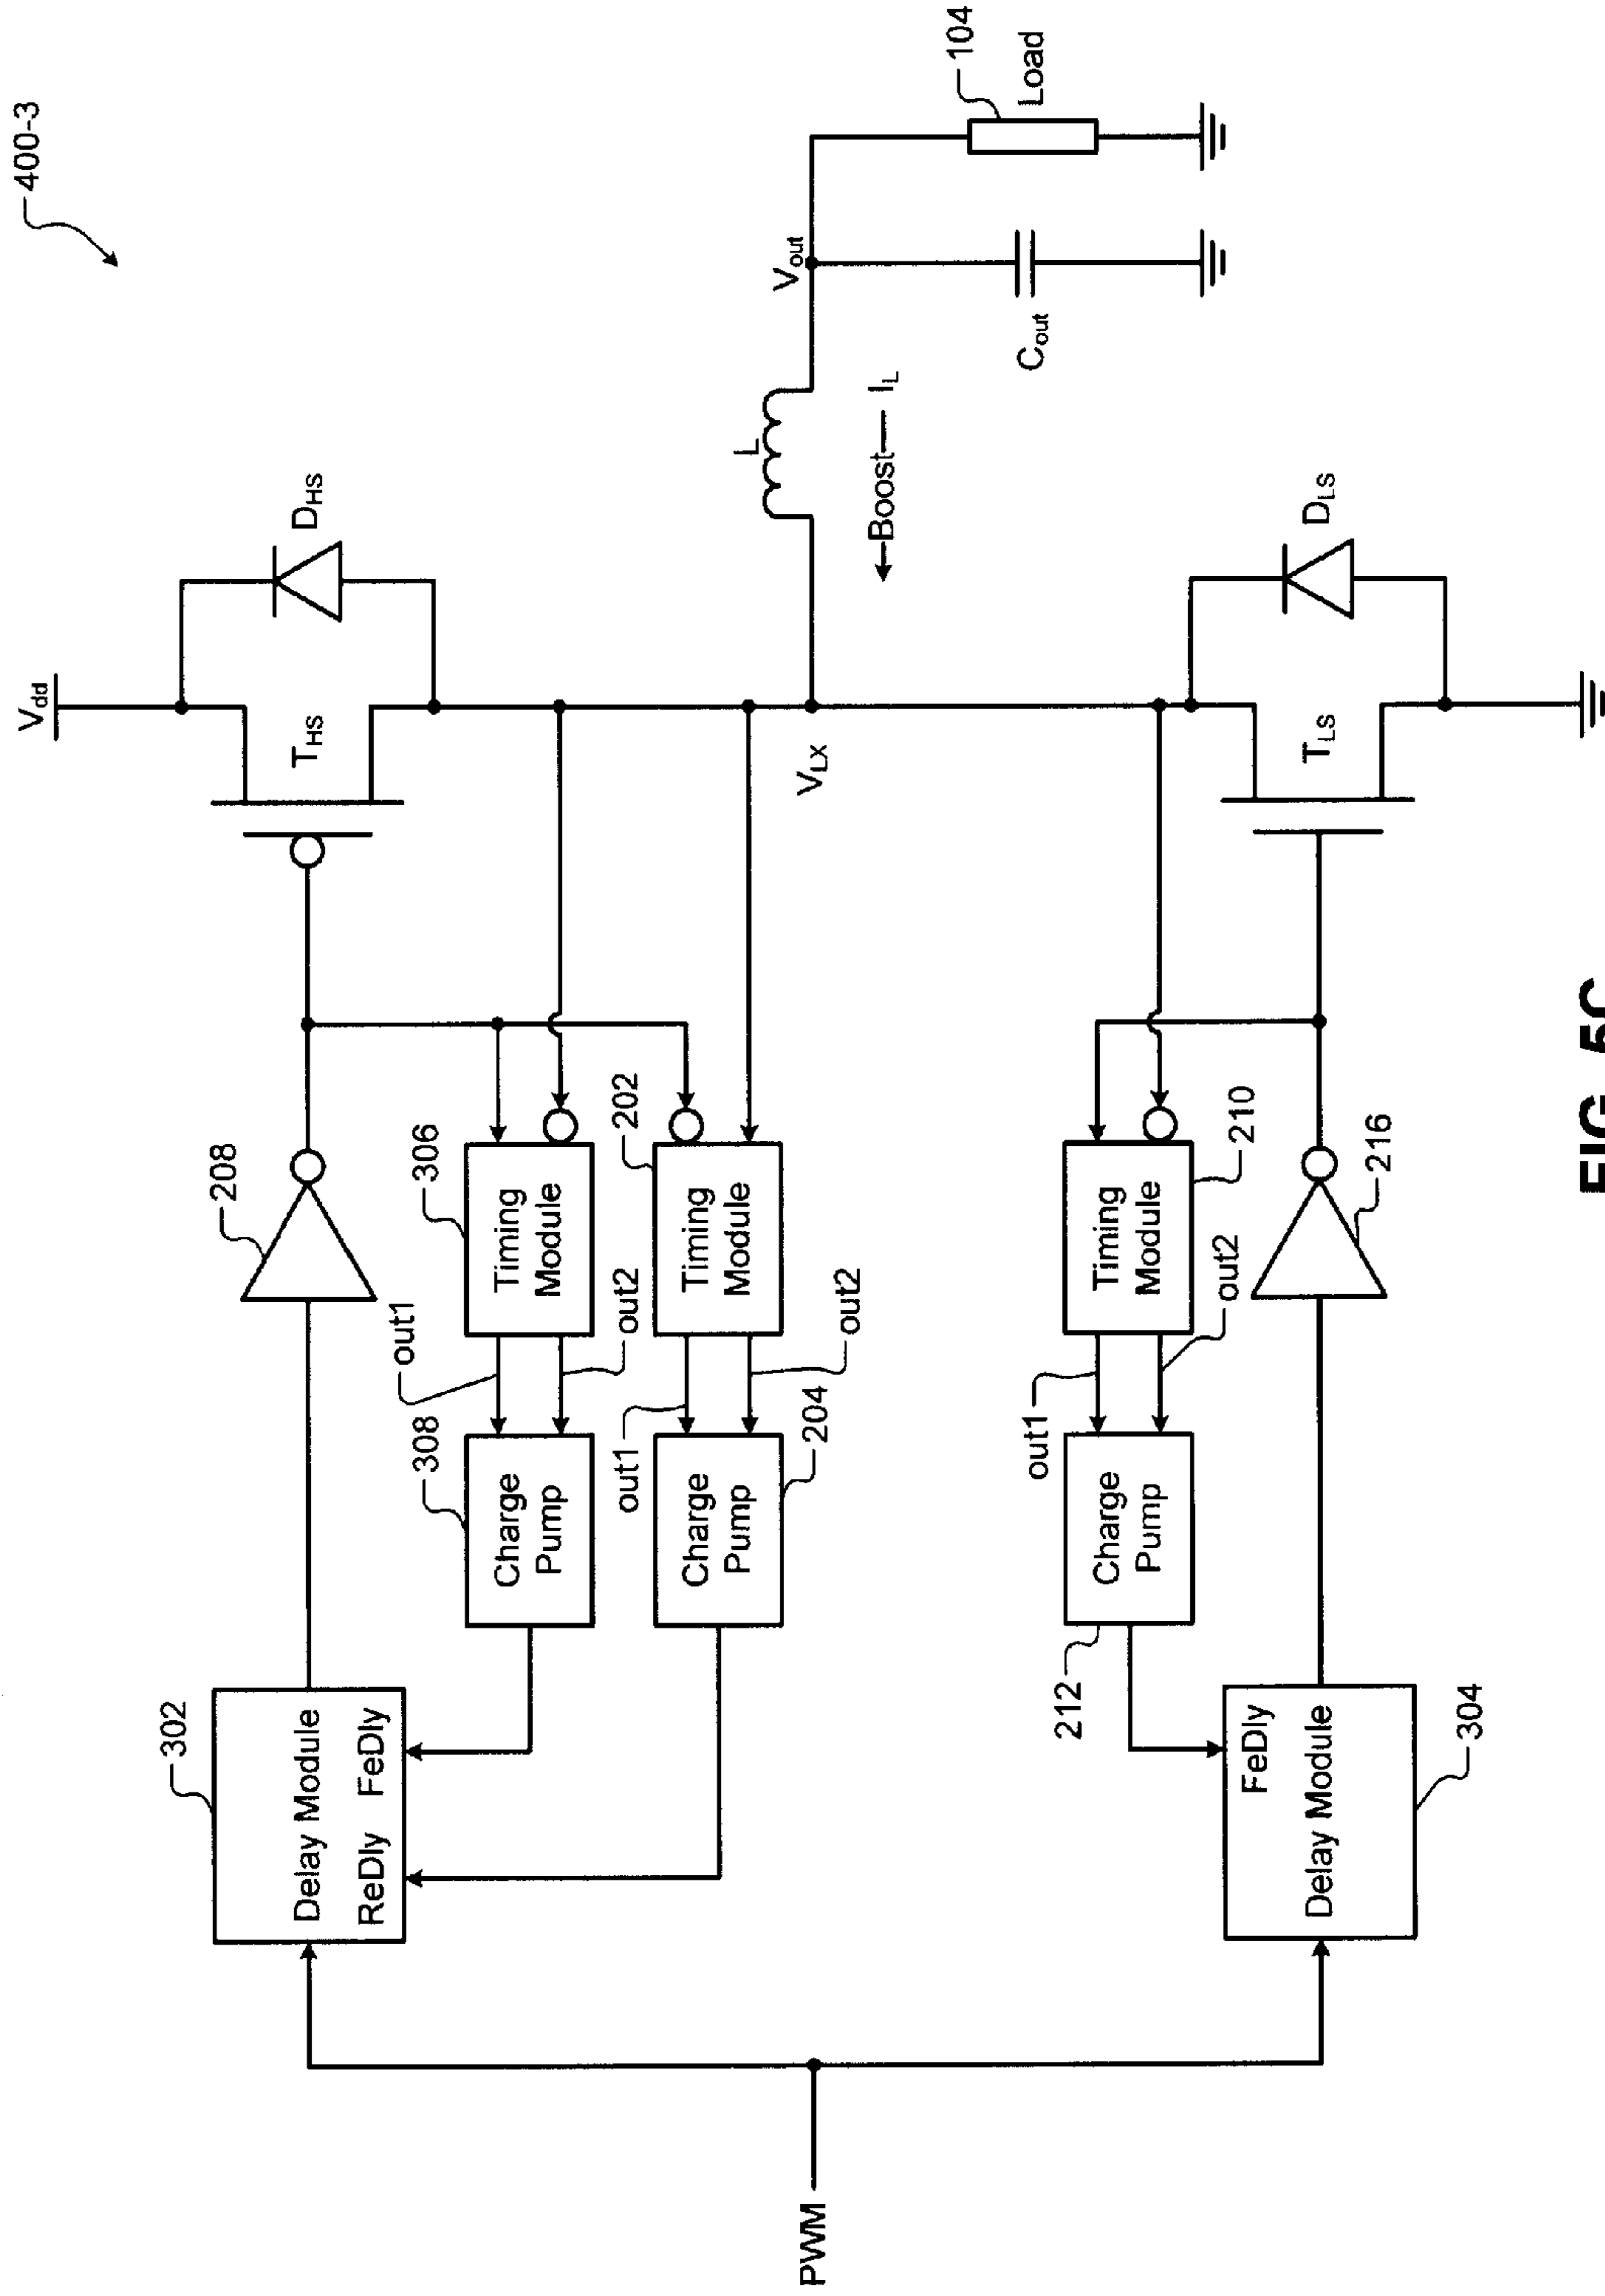 400-3
Vdd
THS
DHS
208
302
Delay Module
ReDly FeDly
306
Timing
Module
out1
out2
308
Charge
Pump
202
Timing
Module
out1
out2
204
Charge
Pump
PWM
VLX
L
Vout
←Boost— IL
Cout
104
Load
210
Timing
Module
out1
out2
212
Charge
Pump
FeDly
Delay Module
304
216
TLS
DLS